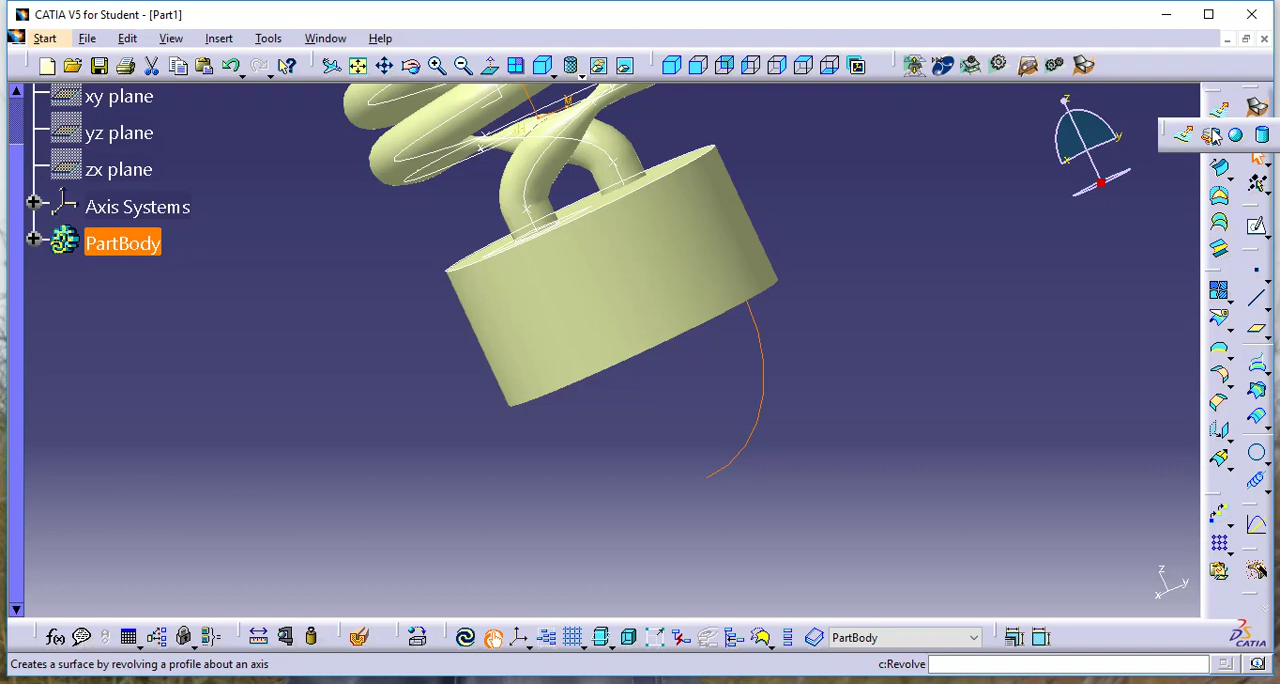 CATIA V5 for Student - [Part1]
Start File Edit View Insert Tools Window Help
xy plane
yz plane
zx plane
Axis Systems
PartBody
z
y
x
z
y
x
f(x)
PartBody
CATIA
Creates a surface by revolving a profile about an axis
c:Revolve